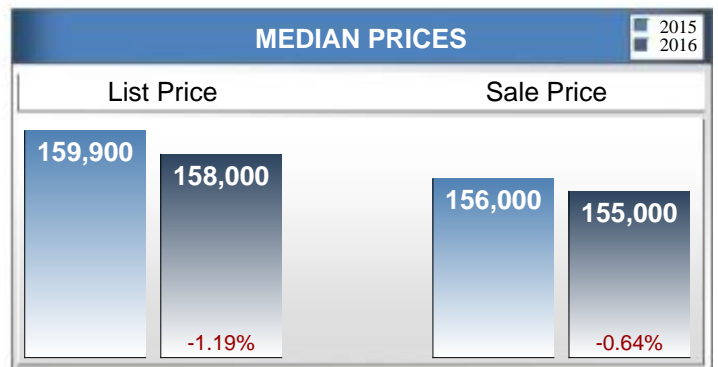 MEDIAN PRICES
2015
2016
List Price
Sale Price
159,900
158,000
156,000
155,000
-1.19%
-0.64%